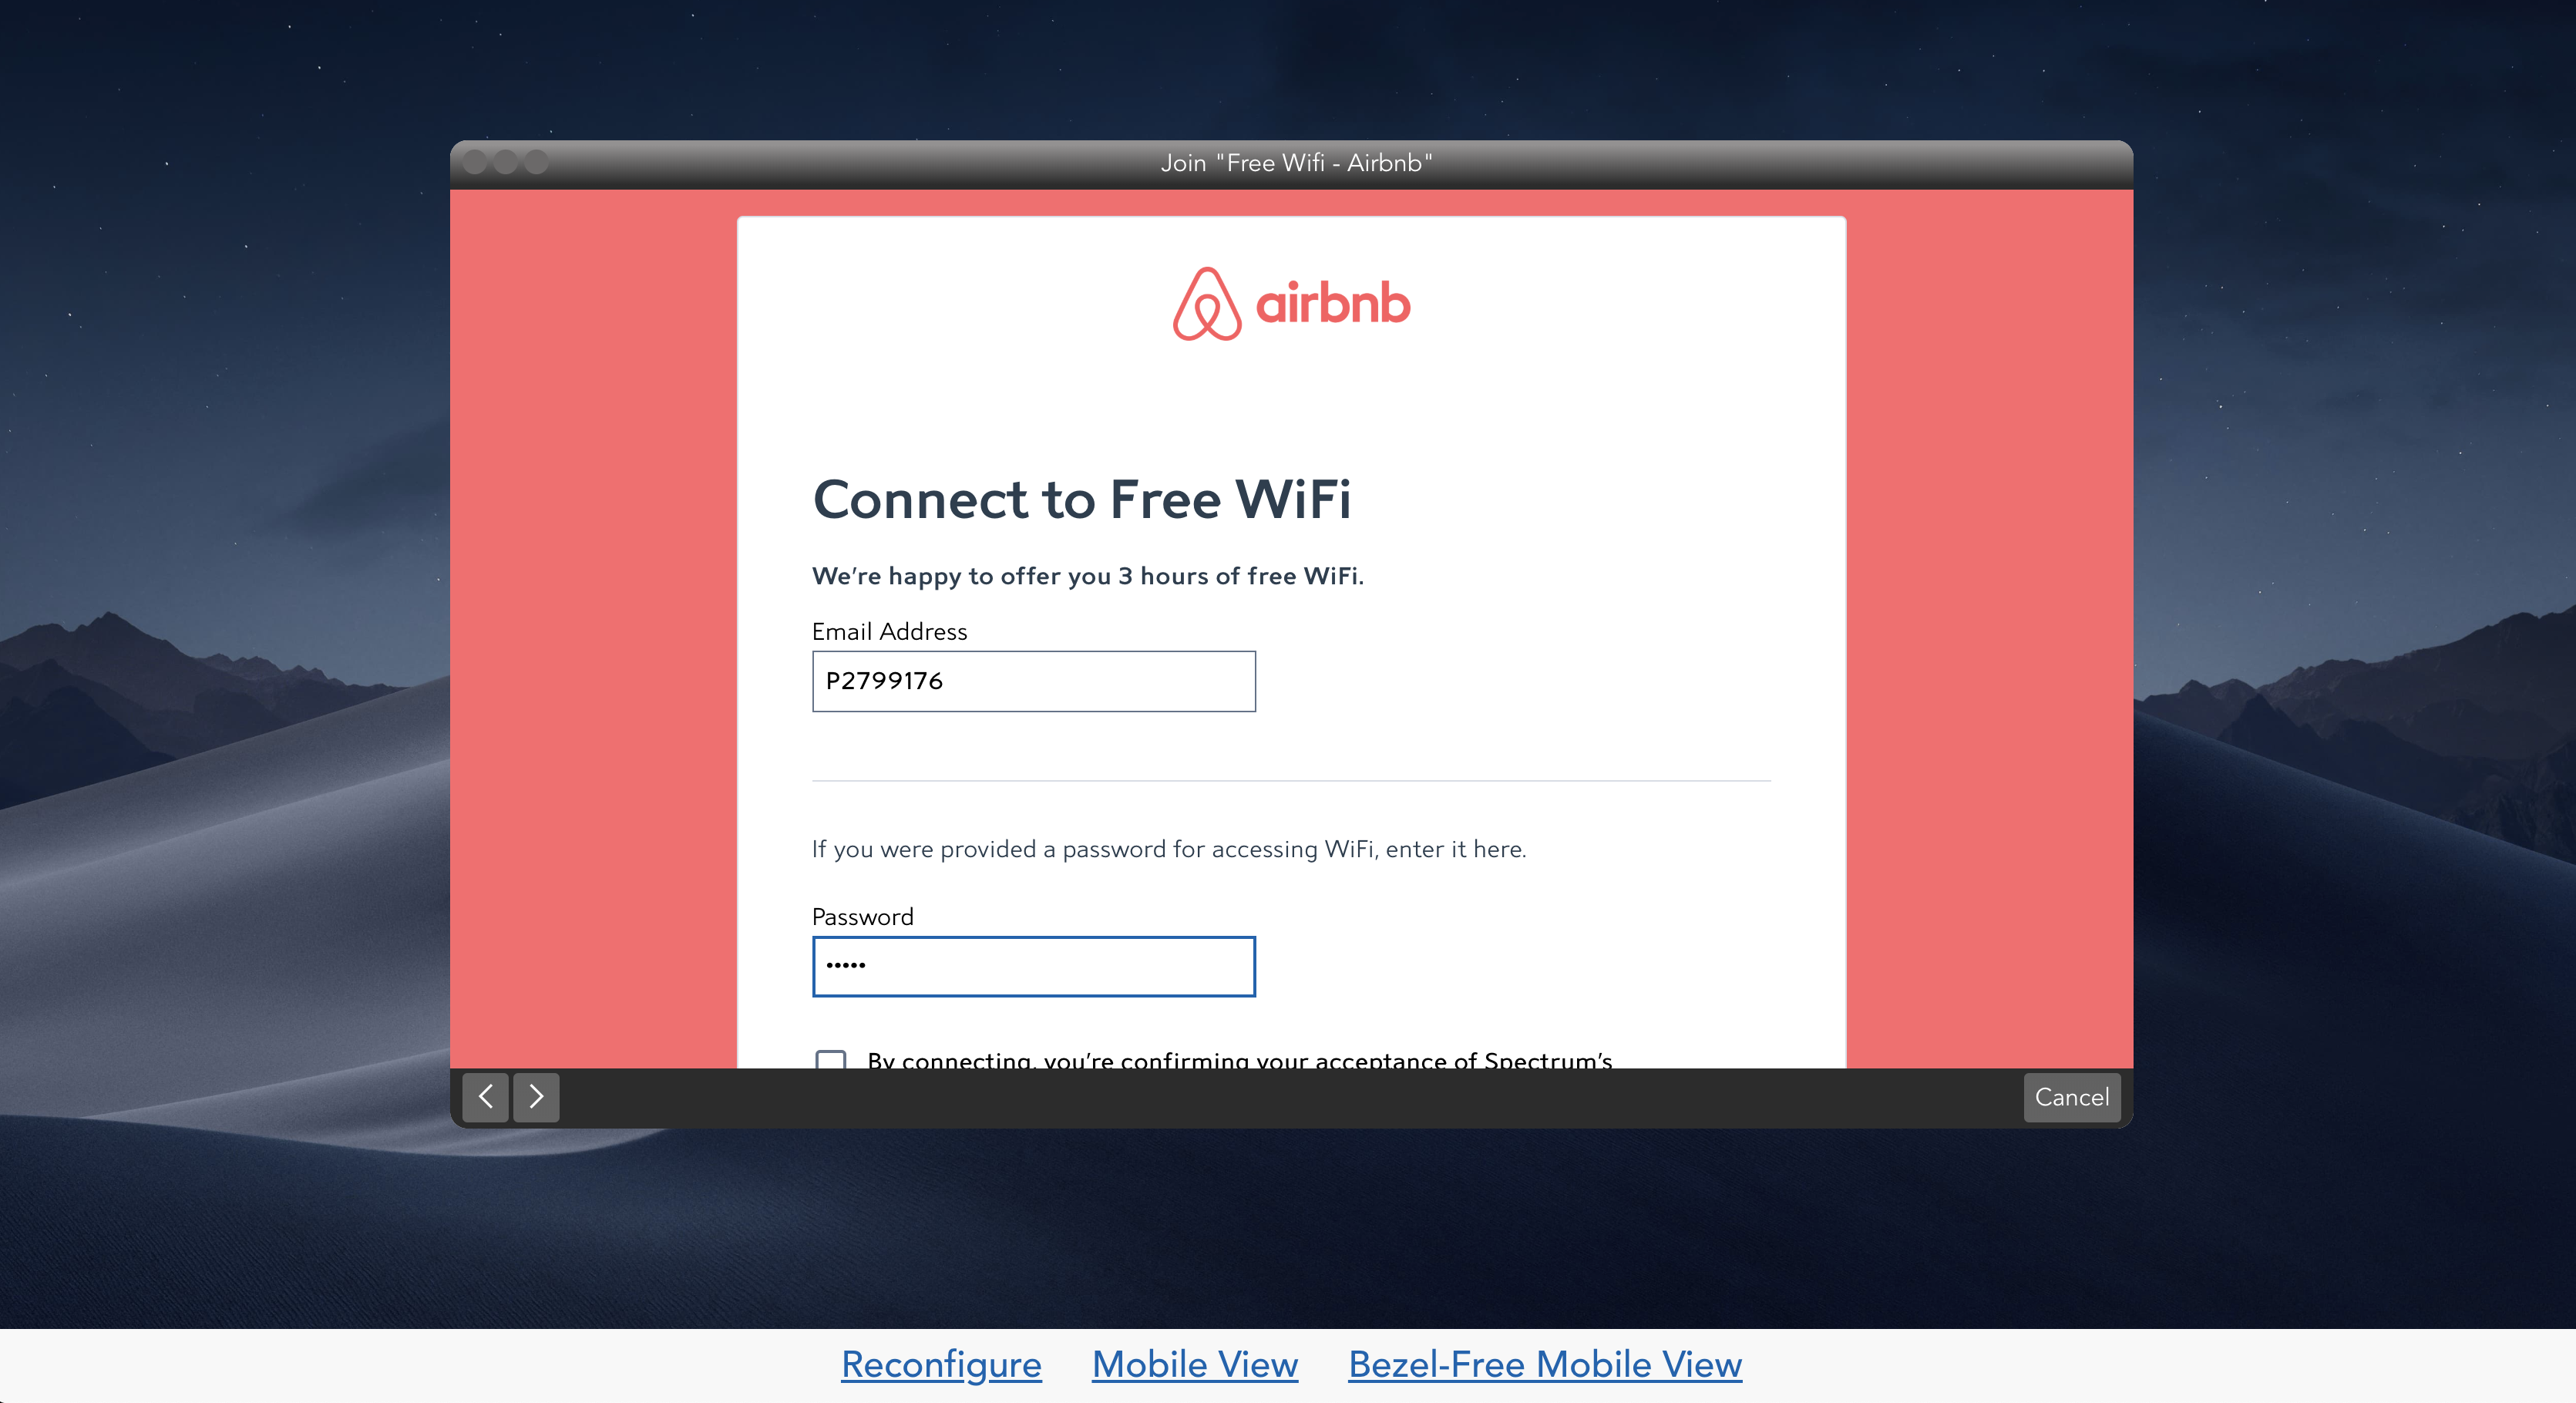 Join "Free Wifi - Airbnb"
airbnb
Connect to Free WiFi
We're happy to offer you 3 hours of free WiFi.
Email Address
P2799176
If you were provided a password for accessing WiFi, enter it here.
Password
•••••
By connecting, you're confirming your acceptance of Spectrum's
Cancel
Reconfigure Mobile View Bezel-Free Mobile View